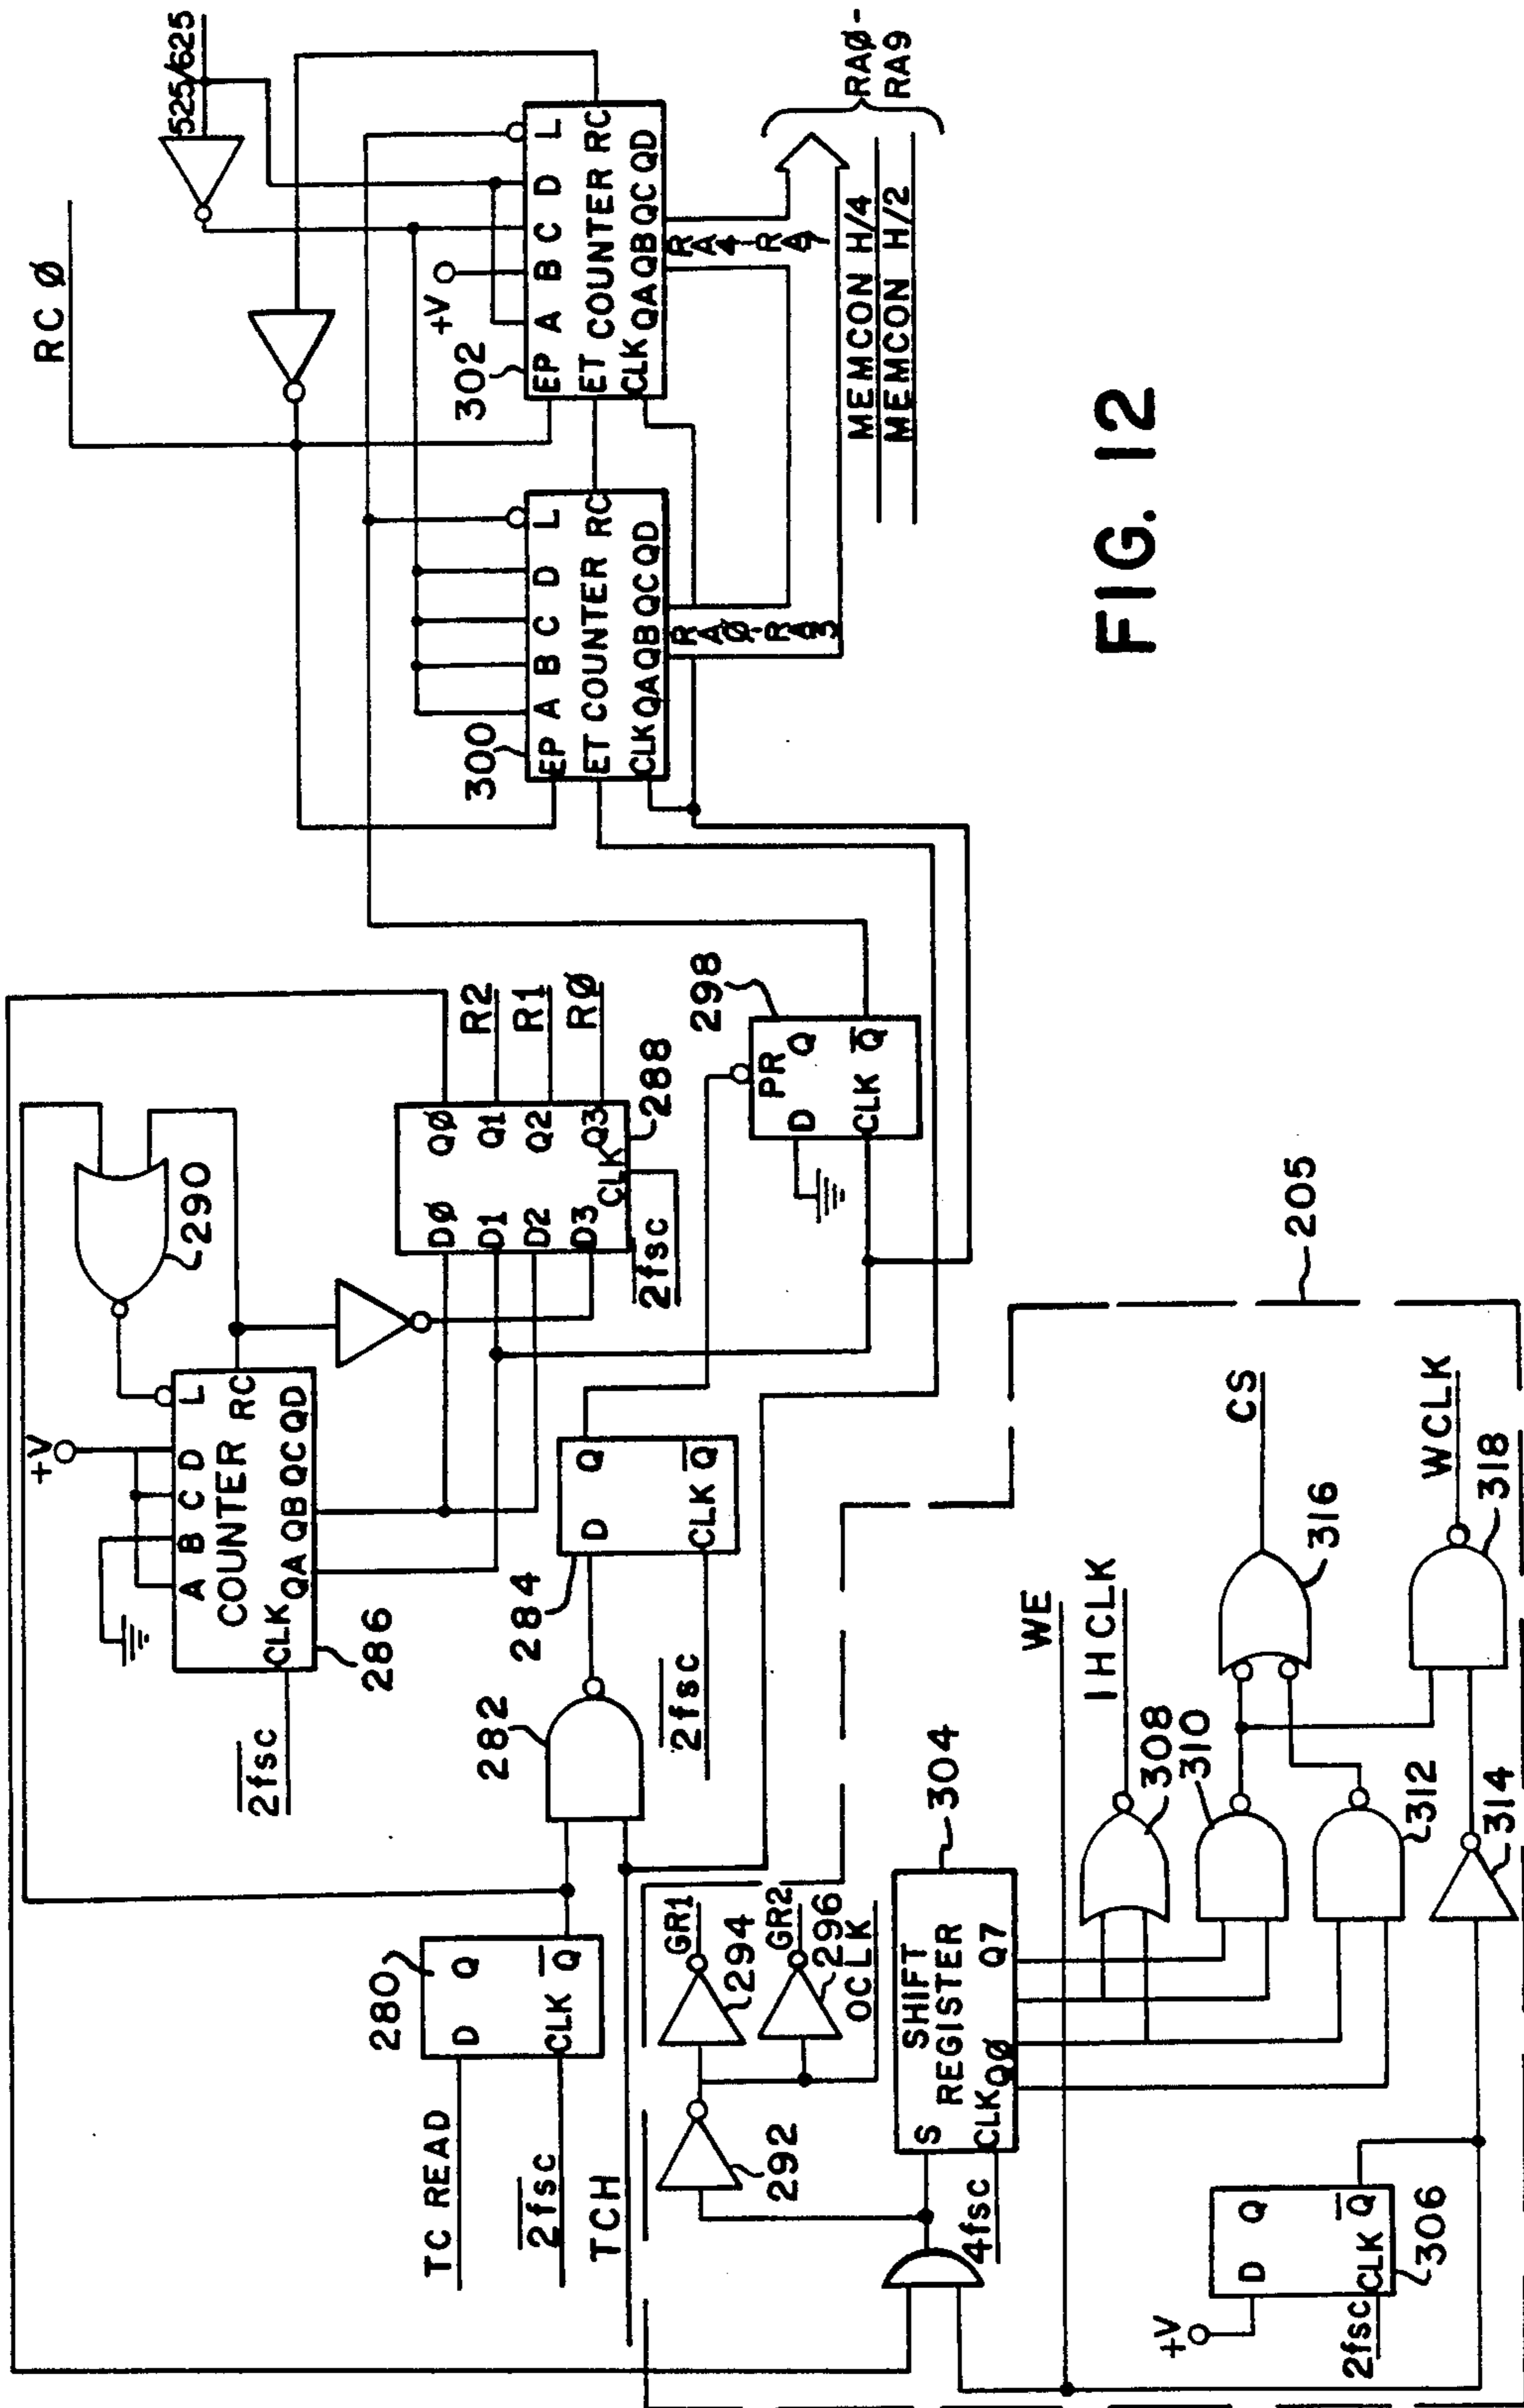 RC Ø
525/625
+V
302
EP A B C D L
ET COUNTER RC
CLK QA QB QC QD
RA4-RA7
300
EP A B C D L
ET COUNTER RC
CLK QA QB QC QD
RAØ-RA3
RAØ-
RA9
MEMCON H/4
MEMCON H/2
290
+V
A B C D L
COUNTER RC
CLK QA QB QC QD
286
2fsc
DØ QØ
D1 Q1
D2 Q2
D3 Q3
CLK
R2
R1
RØ
288
2fsc
298
PR
D Q
CLK Q
284
D Q
CLK Q
2fsc
282
280
D Q
CLK Q
TC READ
2fsc
TCH
GR1
294
GR2
296
OCLK
292
304
SHIFT
REGISTER
S
CLK QØ Q7
4fsc
WE
1HCLK
308
310
312
314
CS
316
WCLK
318
205
+V
D Q
CLK Q
306
2fsc
FIG. 12